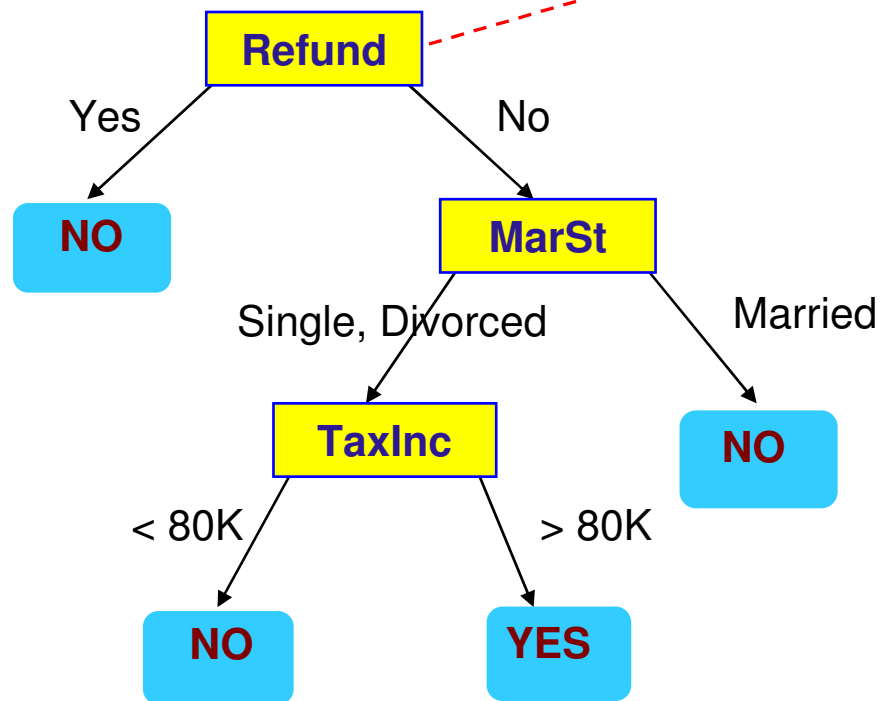 Refund
Yes
No
NO
MarSt
Single, Divorced
Married
TaxInc
NO
< 80K
> 80K
NO
YES